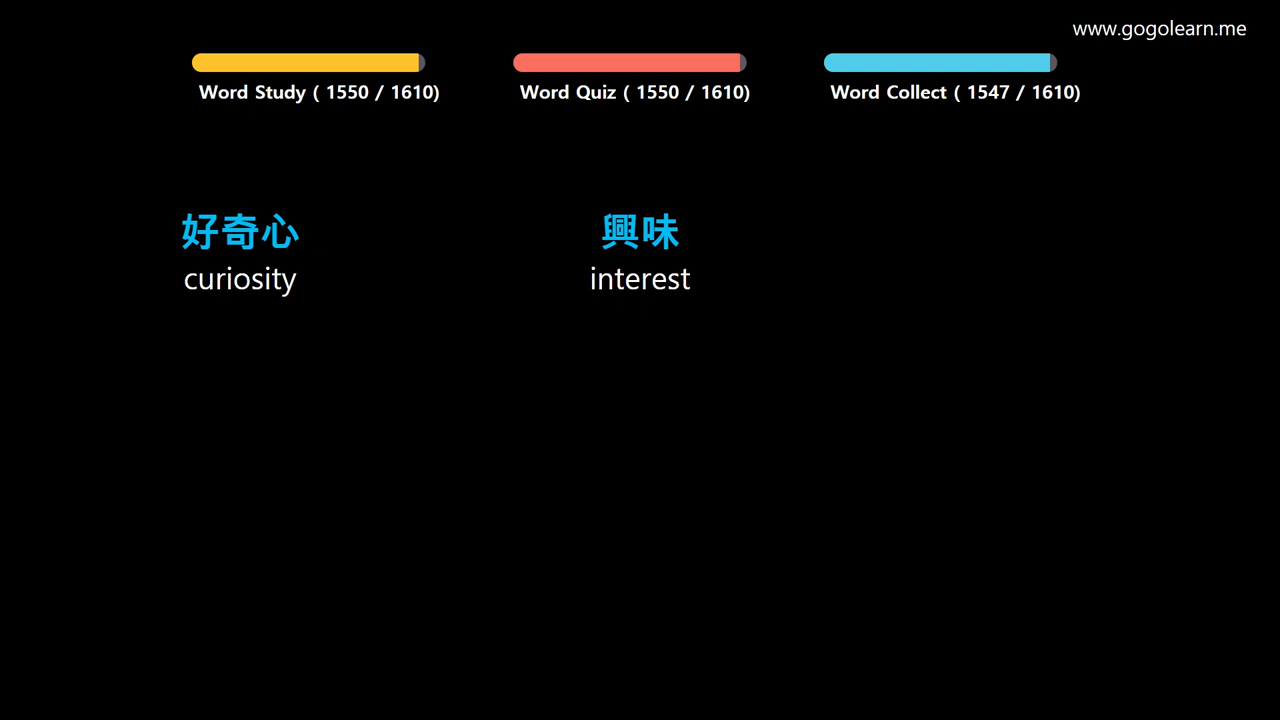 www.gogolearn.me
Word Study ( 1550 / 1610)
Word Quiz ( 1550 / 1610)
Word Collect ( 1547 / 1610)
好奇心
curiosity
興味
interest